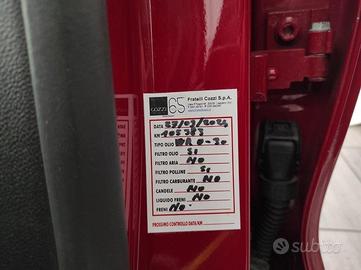 COZZI 65 Fratelli Cozzi S.p.A.
DATA 27/03/2024
KM 105383
TIPO OLIO 0-30
FILTRO OLIO SI
FILTRO ARIA NO
FILTRO POLLINE SI
FILTRO CARBURANTE NO
CANDELE NO
LIQUIDO FRENI NO
FRENI NO
PROSSIMO CONTROLLO DATA/KM
subito